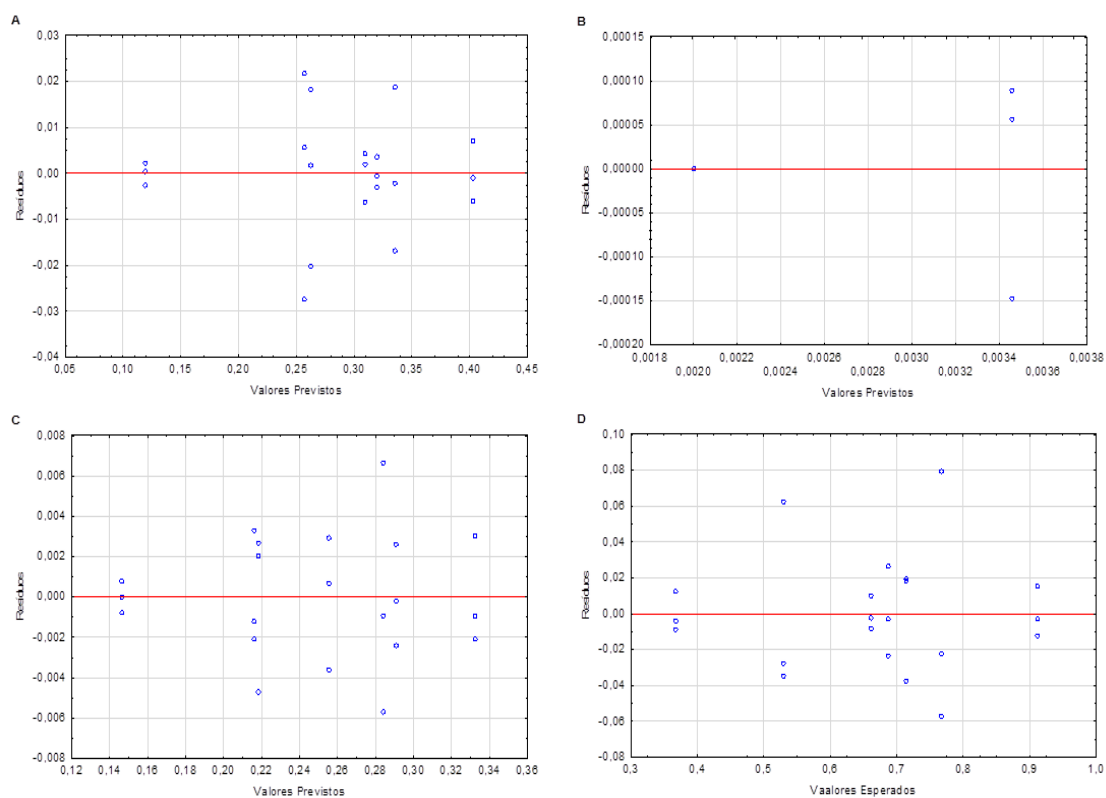 A
0,03
0,02
0,01
0,00
-0,01
-0,02
-0,03
-0,04
Resíduos
0,05 0,10 0,15 0,20 0,25 0,30 0,35 0,40 0,45
Valores Previstos
B
0,00015
0,00010
0,00005
0,00000
-0,00005
-0,00010
-0,00015
-0,00020
Resíduos
0,0018 0,0022 0,0026 0,0030 0,0034 0,0038
0,0020 0,0024 0,0028 0,0032 0,0036
Valores Previstos
C
0,008
0,006
0,004
0,002
0,000
-0,002
-0,004
-0,006
-0,008
Resíduos
0,12 0,14 0,16 0,18 0,20 0,22 0,24 0,26 0,28 0,30 0,32 0,34 0,36
Valores Previstos
D
0,10
0,08
0,06
0,04
0,02
0,00
-0,02
-0,04
-0,06
-0,08
Resíduos
0,3 0,4 0,5 0,6 0,7 0,8 0,9 1,0
Vaalores Esperados